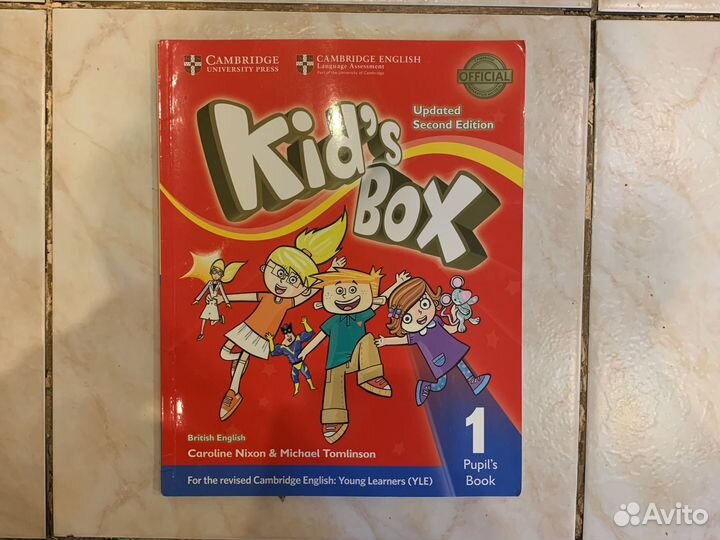 CAMBRIDGE
UNIVERSITY PRESS
CAMBRIDGE ENGLISH
Language Assessment
Part of the University of Cambridge
OFFICIAL
Updated
Second Edition
Kid's
BOX
British English
Caroline Nixon & Michael Tomlinson
1
Pupil's
Book
For the revised Cambridge English: Young Learners (YLE)
Avito